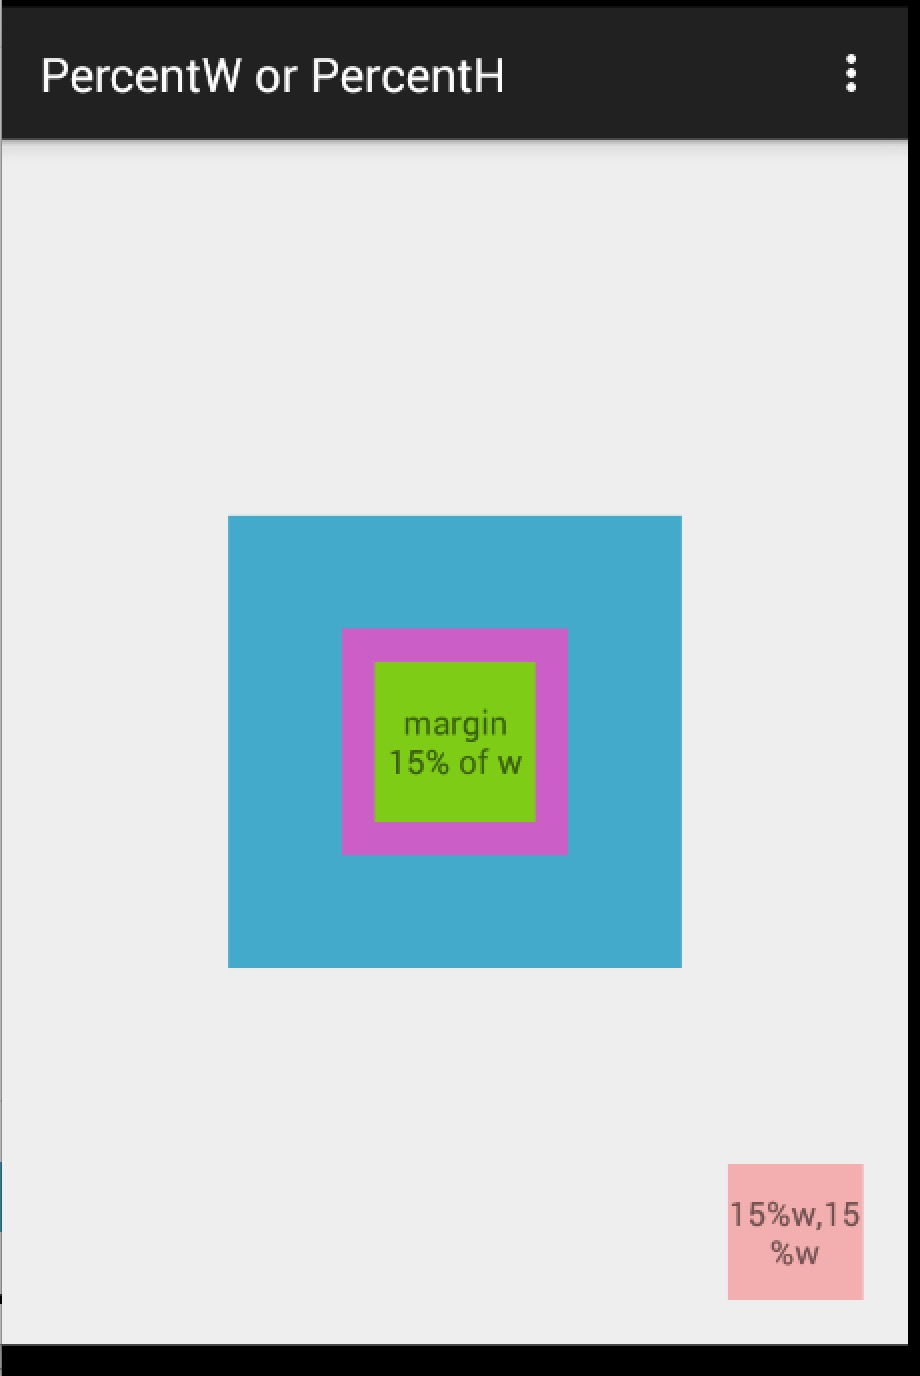 PercentW or PercentH
margin
15% of w
15%w,15
%w